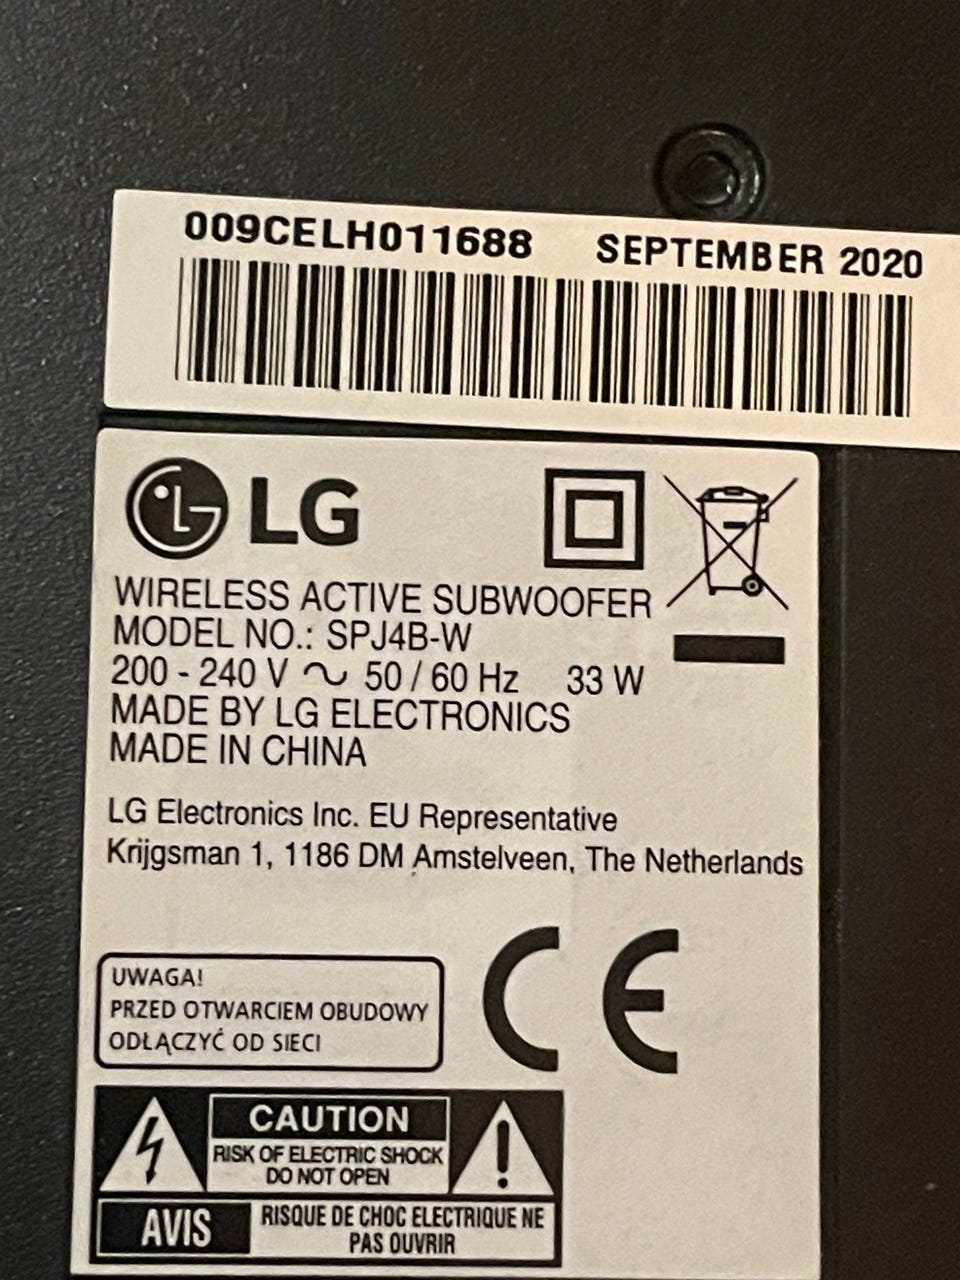 009CELH011688 SEPTEMBER 2020
LG
WIRELESS ACTIVE SUBWOOFER
MODEL NO.: SPJ4B-W
200 - 240 V ~ 50 / 60 Hz 33 W
MADE BY LG ELECTRONICS
MADE IN CHINA
LG Electronics Inc. EU Representative
Krijgsman 1, 1186 DM Amstelveen, The Netherlands
UWAGA!
PRZED OTWARCIEM OBUDOWY
ODŁĄCZYĆ OD SIECI
CE
CAUTION
RISK OF ELECTRIC SHOCK
DO NOT OPEN
AVIS
RISQUE DE CHOC ELECTRIQUE NE
PAS OUVRIR